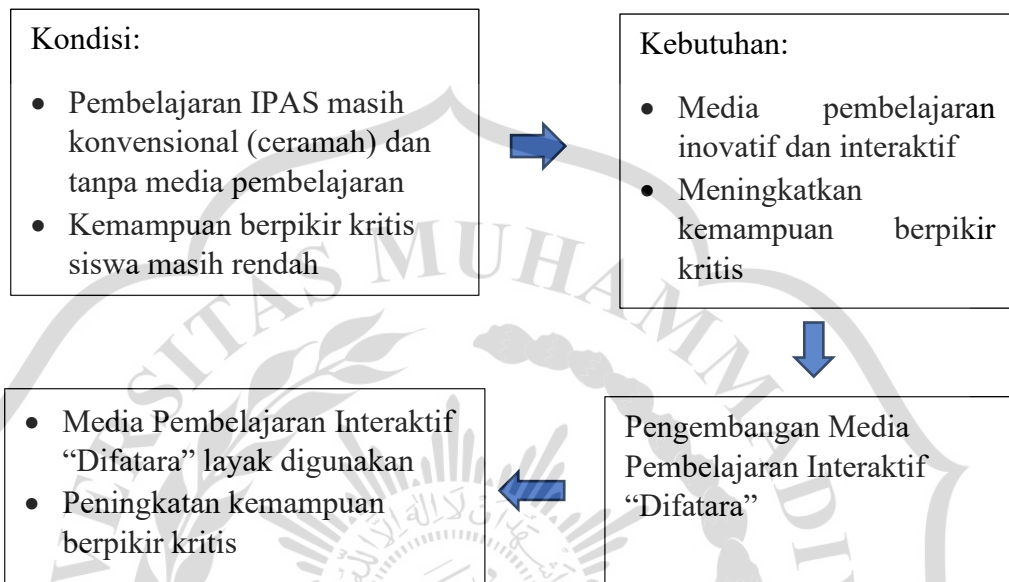 Kondisi:
• Pembelajaran IPAS masih
konvensional (ceramah) dan
tanpa media pembelajaran
• Kemampuan berpikir kritis
siswa masih rendah
Kebutuhan:
• Media pembelajaran
inovatif dan interaktif
• Meningkatkan
kemampuan berpikir
kritis
Pengembangan Media
Pembelajaran Interaktif
“Difatara”
• Media Pembelajaran Interaktif
“Difatara” layak digunakan
• Peningkatan kemampuan
berpikir kritis
VERSITAS MUHAMMADI